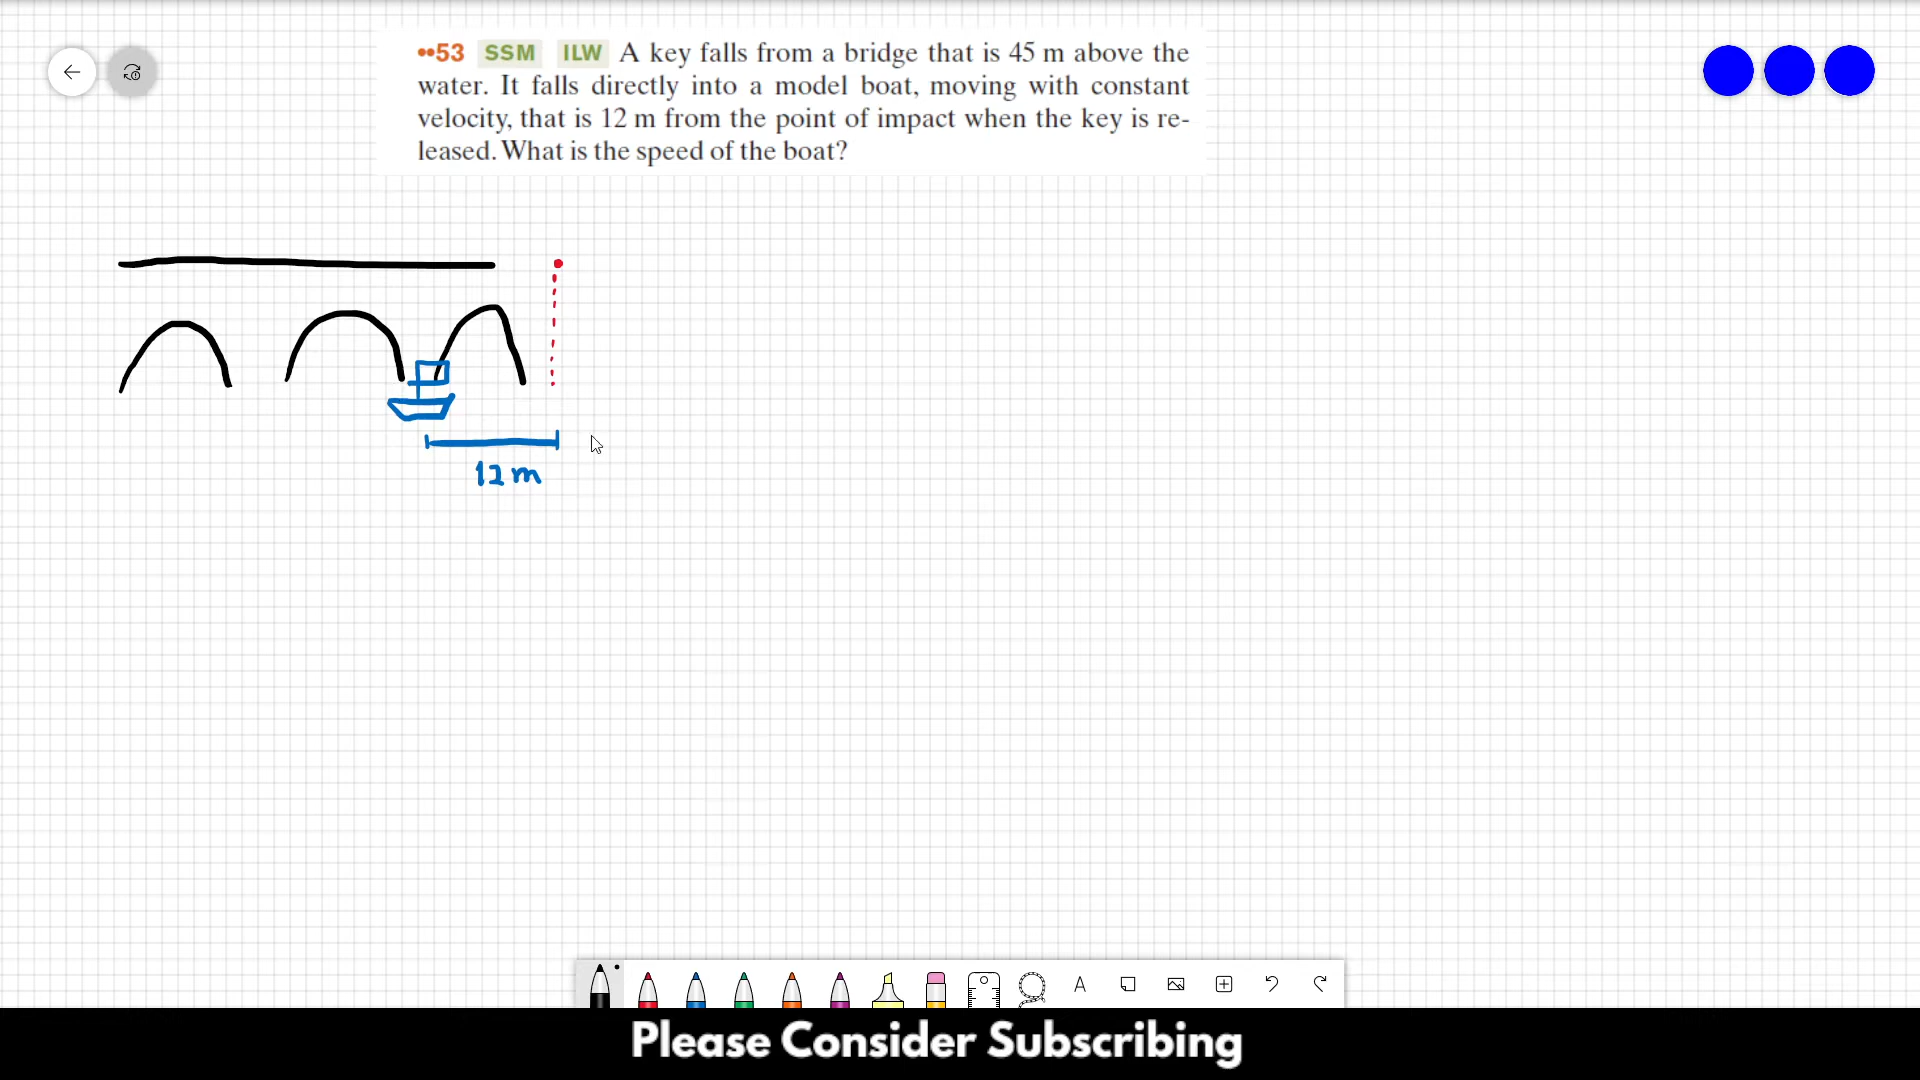 ••53 SSM ILW A key falls from a bridge that is 45 m above the
water. It falls directly into a model boat, moving with constant
velocity, that is 12 m from the point of impact when the key is re-
leased. What is the speed of the boat?
12 m
A
Please Consider Subscribing